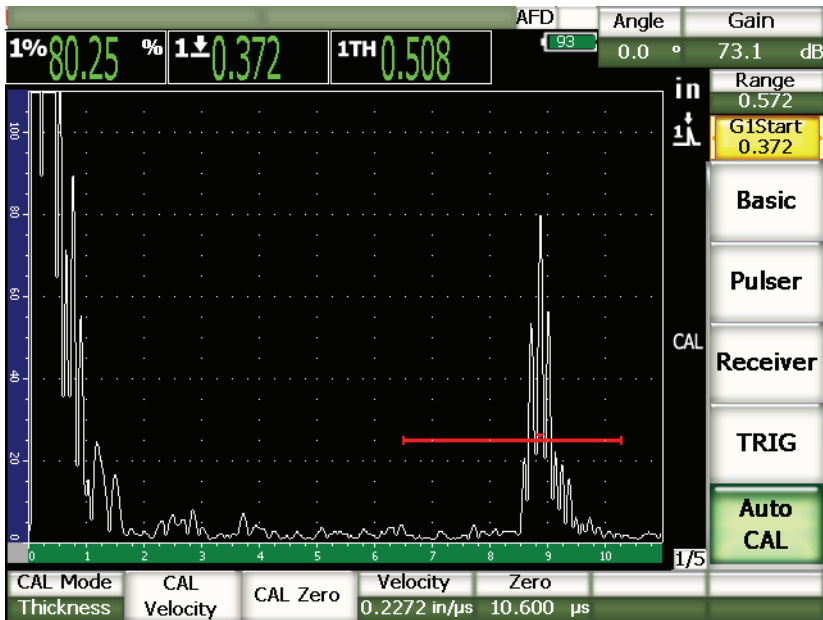 AFD
Angle
Gain
1% 80.25 %
1 0.372
1TH 0.508
93
0.0 °
73.1 dB
in
Range
0.572
1
G1Start
0.372
Basic
Pulser
Receiver
TRIG
Auto
CAL
CAL
100
80
60
40
20
0
0 1 2 3 4 5 6 7 8 9 10
1/5
CAL Mode
Thickness
CAL
Velocity
CAL Zero
Velocity
0.2272 in/µs
Zero
10.600 µs